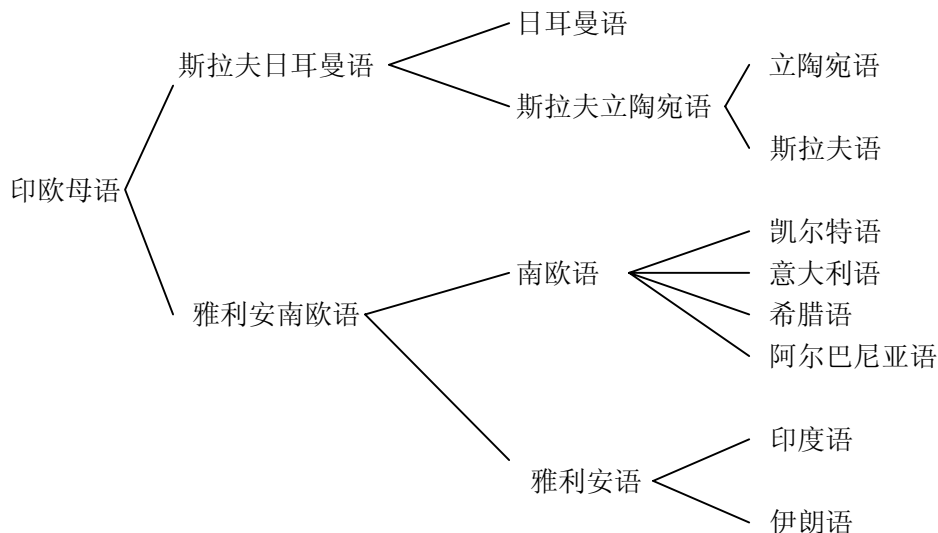 日耳曼语
斯拉夫日耳曼语
立陶宛语
斯拉夫立陶宛语
斯拉夫语
印欧母语
凯尔特语
南欧语
意大利语
雅利安南欧语
希腊语
阿尔巴尼亚语
印度语
雅利安语
伊朗语